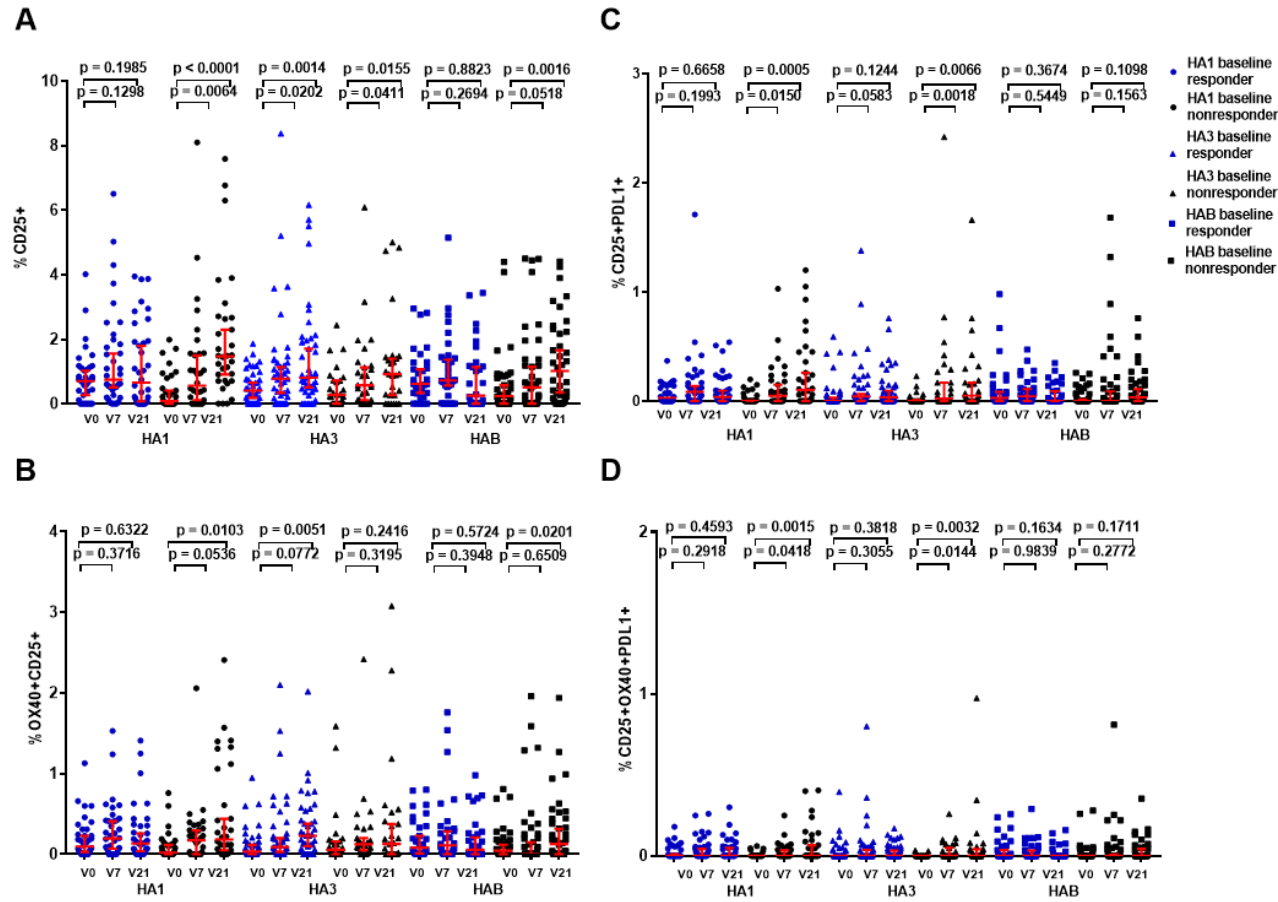 A
p = 0.1985
p < 0.0001
p = 0.0014
p = 0.0155
p = 0.8823
p = 0.0016
p = 0.1298
p = 0.0064
p = 0.0202
p = 0.0411
p = 0.2694
p = 0.0518
10
8
6
4
2
0
% CD25+
V0 V7 V21 V0 V7 V21 V0 V7 V21 V0 V7 V21 V0 V7 V21 V0 V7 V21
HA1 HA3 HAB
C
p = 0.6658
p = 0.0005
p = 0.1244
p = 0.0066
p = 0.3674
p = 0.1098
p = 0.1993
p = 0.0150
p = 0.0583
p = 0.0018
p = 0.5449
p = 0.1563
3
2
1
0
% CD25+PDL1+
V0 V7 V21 V0 V7 V21 V0 V7 V21 V0 V7 V21 V0 V7 V21 V0 V7 V21
HA1 HA3 HAB
HA1 baseline
responder
HA1 baseline
nonresponder
HA3 baseline
responder
HA3 baseline
nonresponder
HAB baseline
responder
HAB baseline
nonresponder
B
p = 0.6322
p = 0.0103
p = 0.0051
p = 0.2416
p = 0.5724
p = 0.0201
p = 0.3716
p = 0.0536
p = 0.0772
p = 0.3195
p = 0.3948
p = 0.6509
4
3
2
1
0
% OX40+CD25+
V0 V7 V21 V0 V7 V21 V0 V7 V21 V0 V7 V21 V0 V7 V21 V0 V7 V21
HA1 HA3 HAB
D
p = 0.4593
p = 0.0015
p = 0.3818
p = 0.0032
p = 0.1634
p = 0.1711
p = 0.2918
p = 0.0418
p = 0.3055
p = 0.0144
p = 0.9839
p = 0.2772
2
1
0
% CD25+OX40+PDL1+
V0 V7 V21 V0 V7 V21 V0 V7 V21 V0 V7 V21 V0 V7 V21 V0 V7 V21
HA1 HA3 HAB